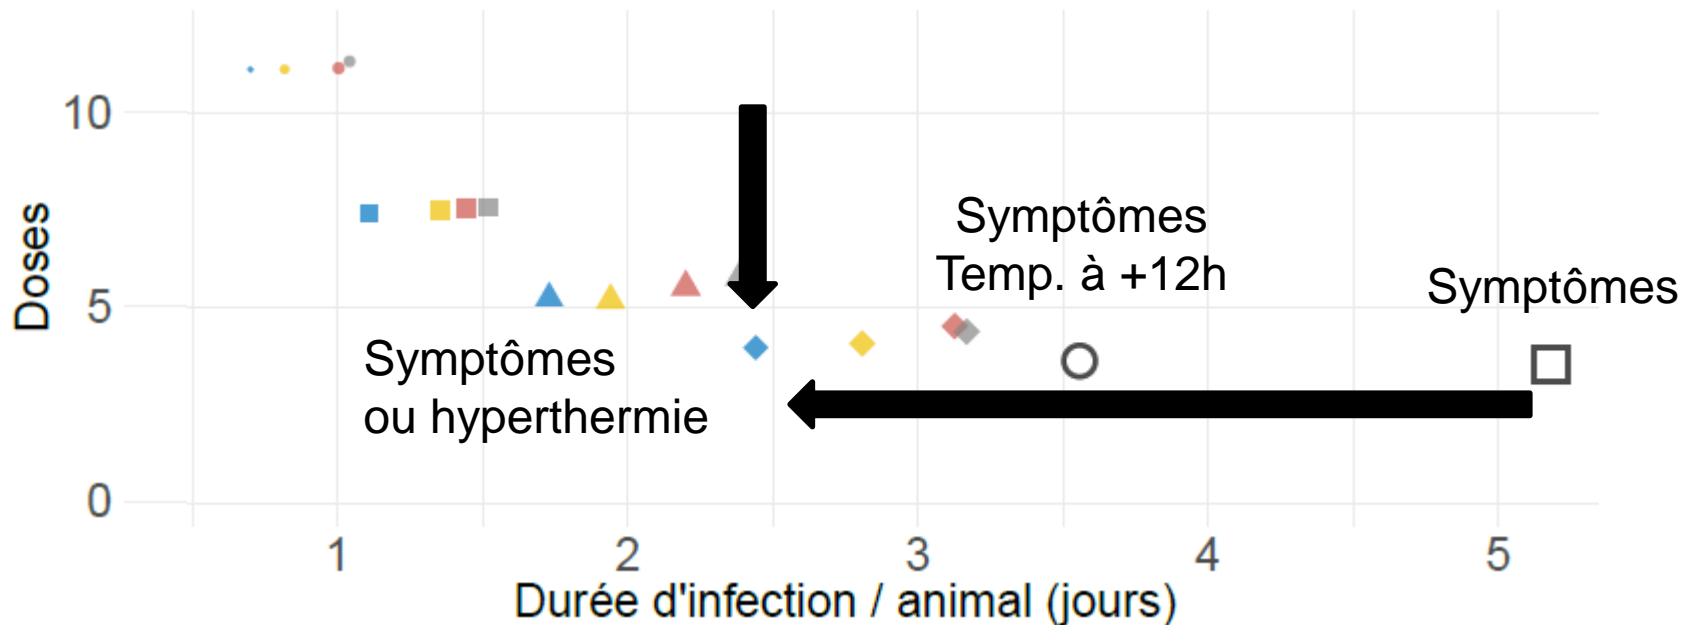 10
5
0
Doses
Symptômes
Temp. à +12h
Symptômes
Symptômes
ou hyperthermie
1
2
3
4
5
Durée d'infection / animal (jours)